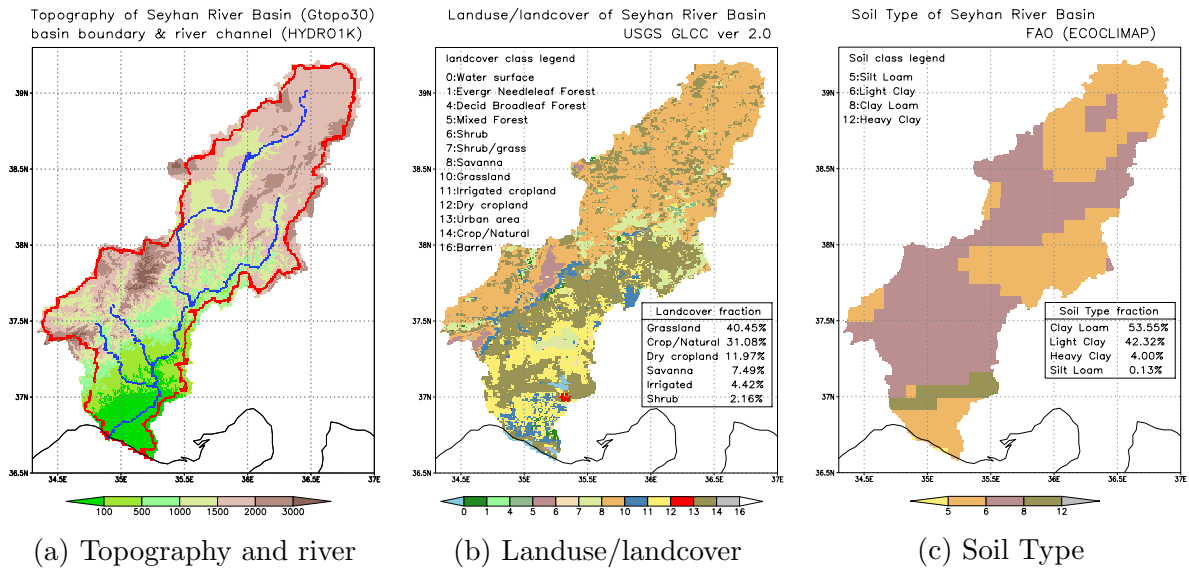 Topography of Seyhan River Basin (Gtopo30)
basin boundary & river channel (HYDRO1K)
39N
38.5N
38N
37.5N
37N
36.5N
34.5E
35E
35.5E
36E
36.5E
37E
100 500 1000 1500 2000 3000
(a) Topography and river
Landuse/landcover of Seyhan River Basin
USGS GLCC ver 2.0
landcover class legend
0:Water surface
1:Evergr Needleleaf Forest
4:Decid Broadleaf Forest
5:Mixed Forest
6:Shrub
7:Shrub/grass
8:Savanna
10:Grassland
11:Irrigated cropland
12:Dry cropland
13:Urban area
14:Crop/Natural
16:Barren
39N
38.5N
38N
37.5N
37N
36.5N
Landcover fraction
Grassland 40.45%
Crop/Natural 31.08%
Dry cropland 11.97%
Savanna 7.49%
Irrigated 4.42%
Shrub 2.16%
34.5E
35E
35.5E
36E
36.5E
37E
0 1 4 5 6 7 8 10 11 12 13 14 16
(b) Landuse/landcover
Soil Type of Seyhan River Basin
FAO (ECOCLIMAP)
Soil class legend
5:Silt Loam
6:Light Clay
8:Clay Loam
12:Heavy Clay
39N
38.5N
38N
37.5N
37N
36.5N
Soil Type fraction
Clay Loam 53.55%
Light Clay 42.32%
Heavy Clay 4.00%
Silt Loam 0.13%
34.5E
35E
35.5E
36E
36.5E
37E
5 6 8 12
(c) Soil Type